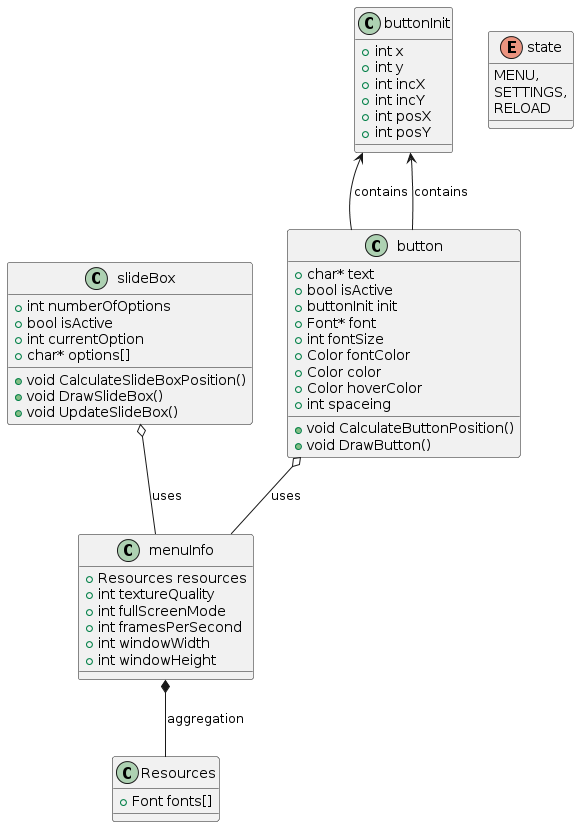 C buttonInit
int x
int y
int incX
int incY
int posX
int posY
E state
MENU,
SETTINGS,
RELOAD
contains
contains
C slideBox
int numberOfOptions
bool isActive
int currentOption
char* options[]
void CalculateSlideBoxPosition()
void DrawSlideBox()
void UpdateSlideBox()
C button
char* text
bool isActive
buttonInit init
Font* font
int fontSize
Color fontColor
Color color
Color hoverColor
int spaceing
void CalculateButtonPosition()
void DrawButton()
uses
uses
C menuInfo
Resources resources
int textureQuality
int fullScreenMode
int framesPerSecond
int windowWidth
int windowHeight
aggregation
C Resources
Font fonts[]